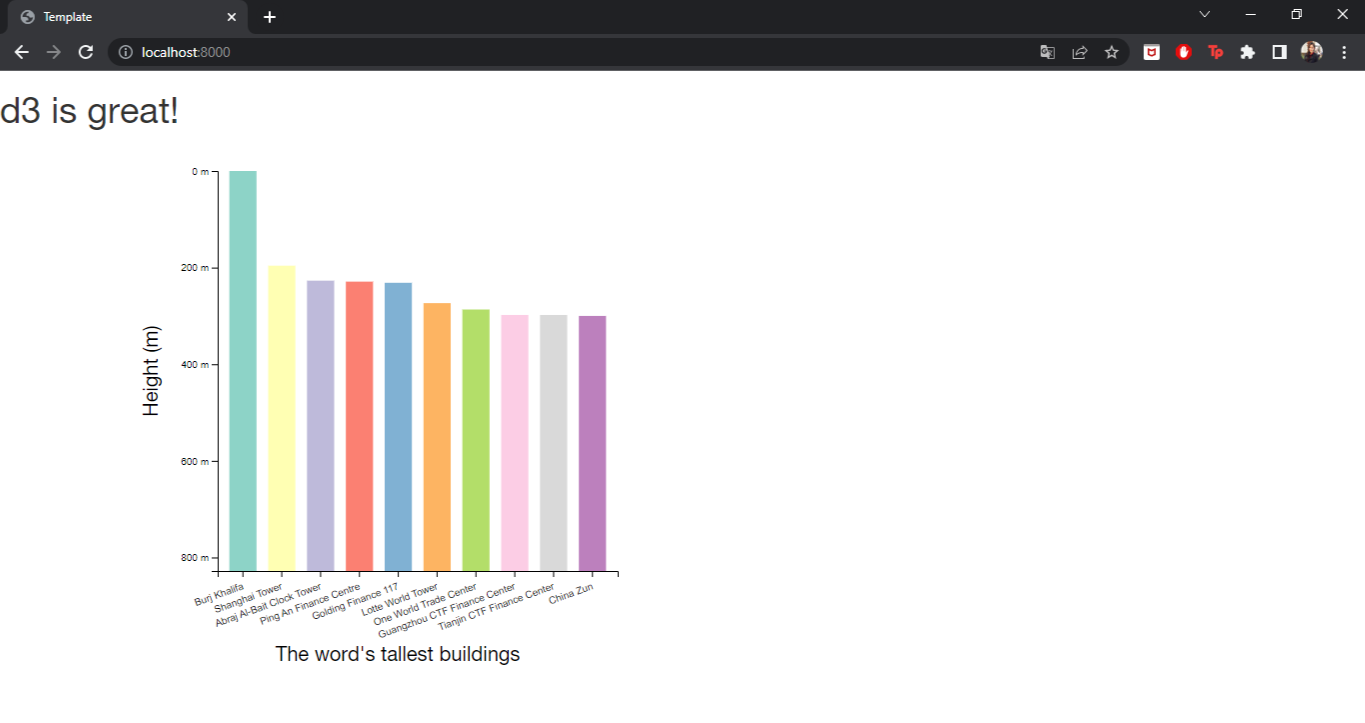 Template
localhost:8000
Tp
d3 is great!
0 m
200 m
400 m
600 m
800 m
Height (m)
Burj Khalifa
Shanghai Tower
Abraj Al-Bait Clock Tower
Ping An Finance Centre
Golding Finance 117
Lotte World Tower
One World Trade Center
Guangzhou CTF Finance Center
Tianjin CTF Finance Center
China Zun
The word's tallest buildings